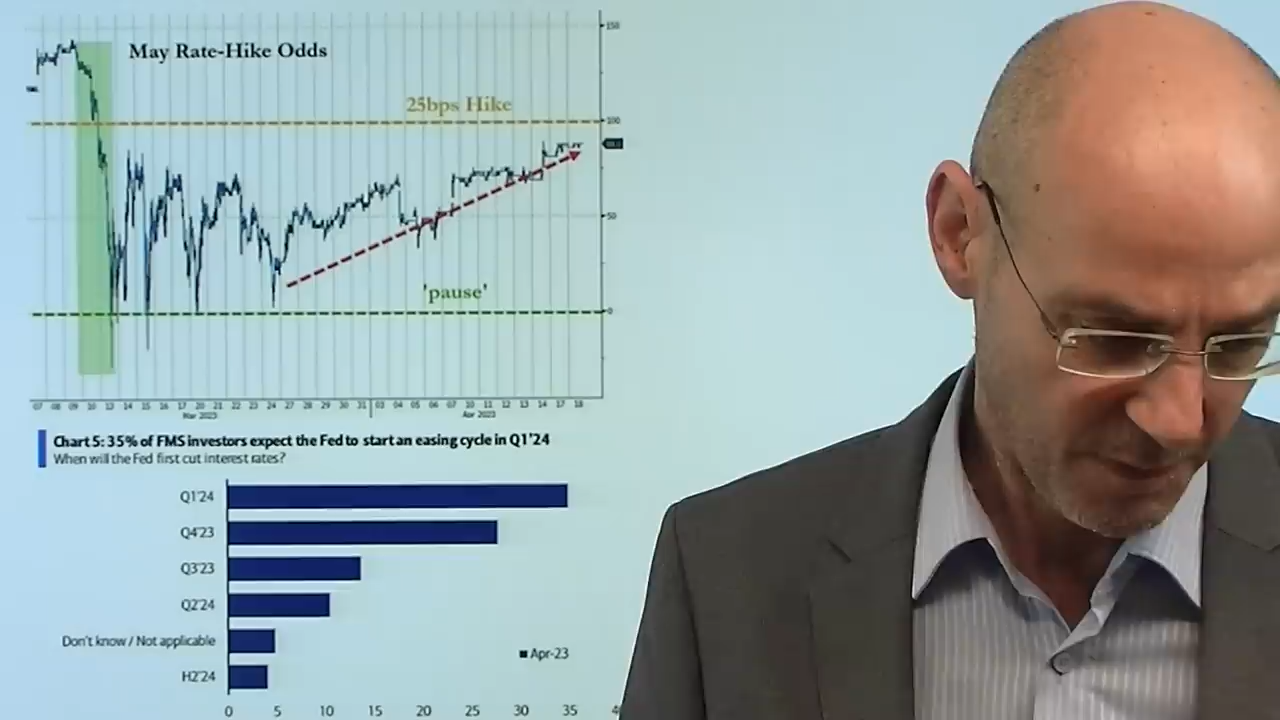 May Rate-Hike Odds
150
25bps Hike
100
50
'pause'
0
07 08 09 10 13 14 15 16 17 20 21 22 23 24 27 28 29 30 31 03 04 05 06 07 10 11 12 13 14 17 18
Mar 2023 Apr 2023
Chart 5: 35% of FMS investors expect the Fed to start an easing cycle in Q1'24
When will the Fed first cut interest rates?
Q1'24
Q4'23
Q3'23
Q2'24
Don't know / Not applicable
Apr-23
H2'24
0 5 10 15 20 25 30 35